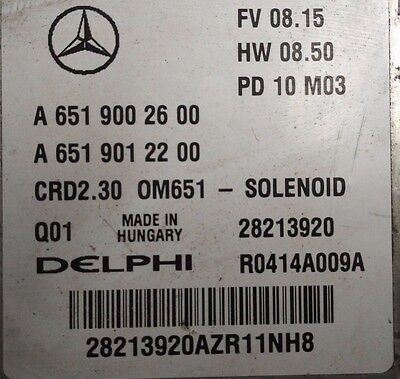 FV 08.15
HW 08.50
PD 10 M03
A 651 900 26 00
A 651 901 22 00
CRD2.30 OM651 – SOLENOID
Q01 MADE IN HUNGARY 28213920
DELPHI R0414A009A
28213920AZR11NH8